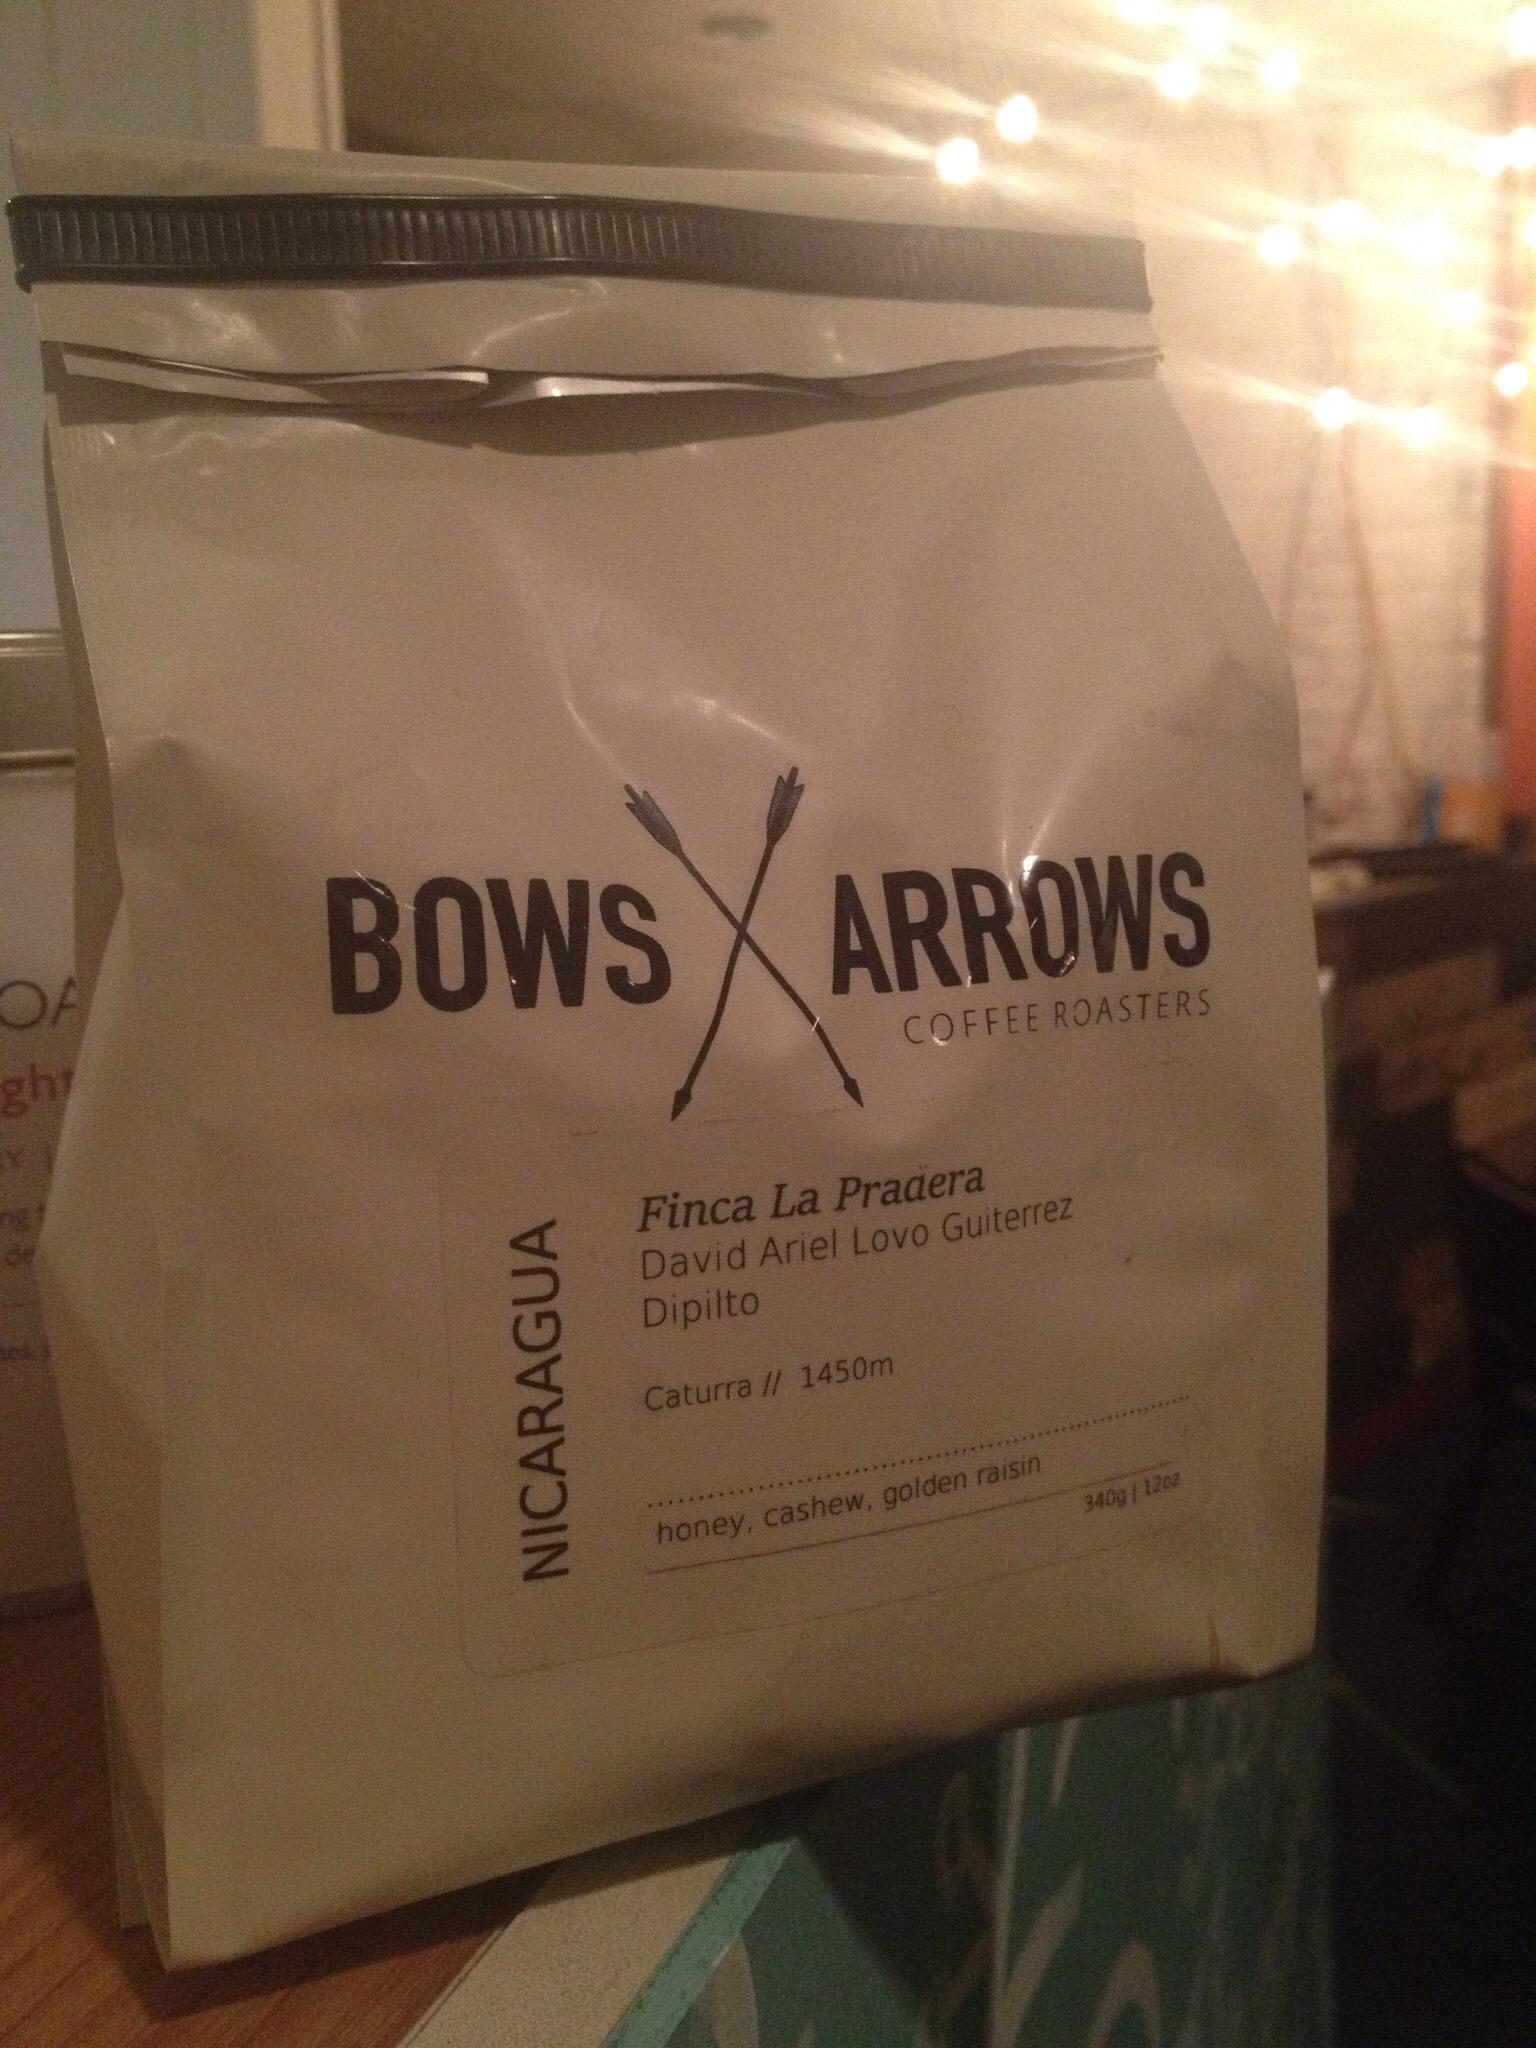 BOWS ARROWS
COFFEE ROASTERS
NICARAGUA
Finca La Pradera
David Ariel Lovo Guiterrez
Dipilto
Caturra // 1450m
honey, cashew, golden raisin
340g | 12oz